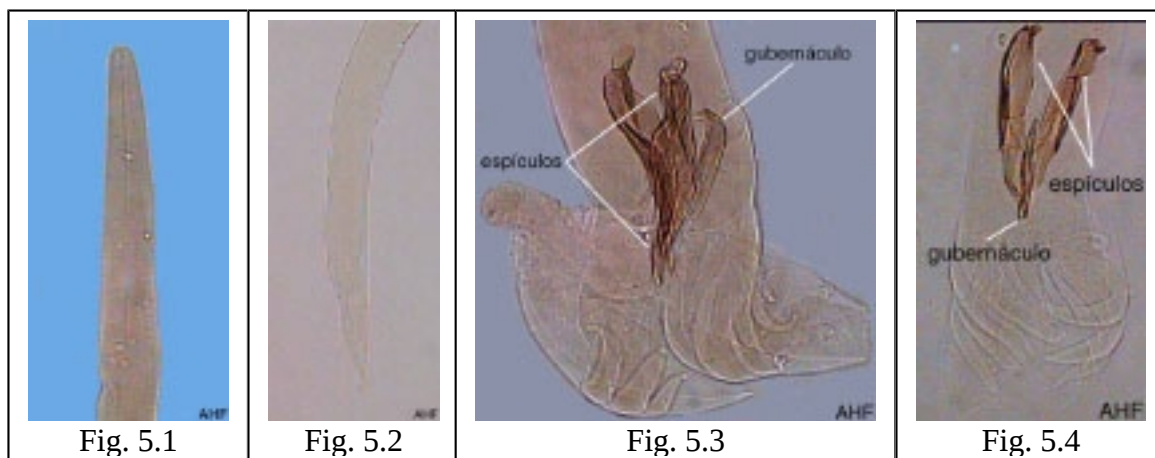 gubernáculo
espículos
espículos
gubernáculo
AHF
AHF
AHF
AHF
Fig. 5.1
Fig. 5.2
Fig. 5.3
Fig. 5.4